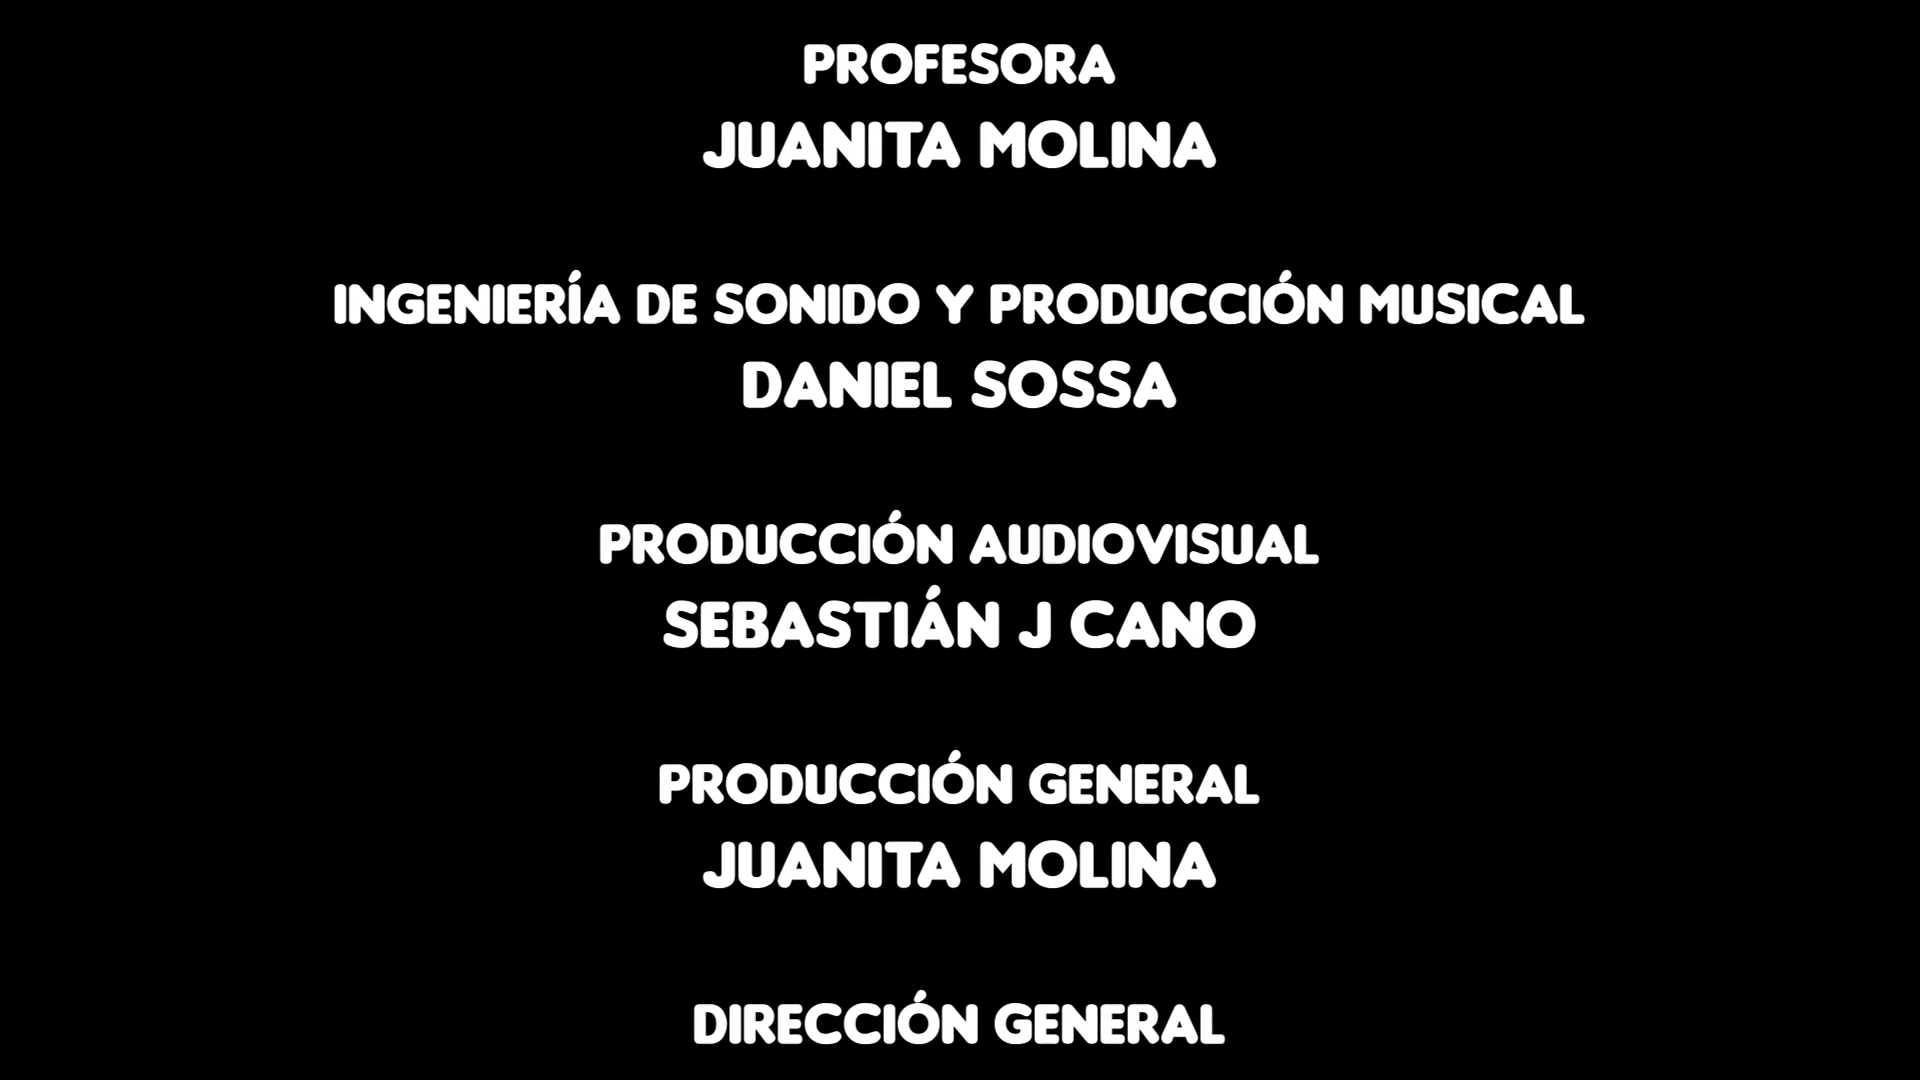 PROFESORA
JUANITA MOLINA
INGENIERÍA DE SONIDO Y PRODUCCIÓN MUSICAL
DANIEL SOSSA
PRODUCCIÓN AUDIOVISUAL
SEBASTIÁN J CANO
PRODUCCIÓN GENERAL
JUANITA MOLINA
DIRECCIÓN GENERAL